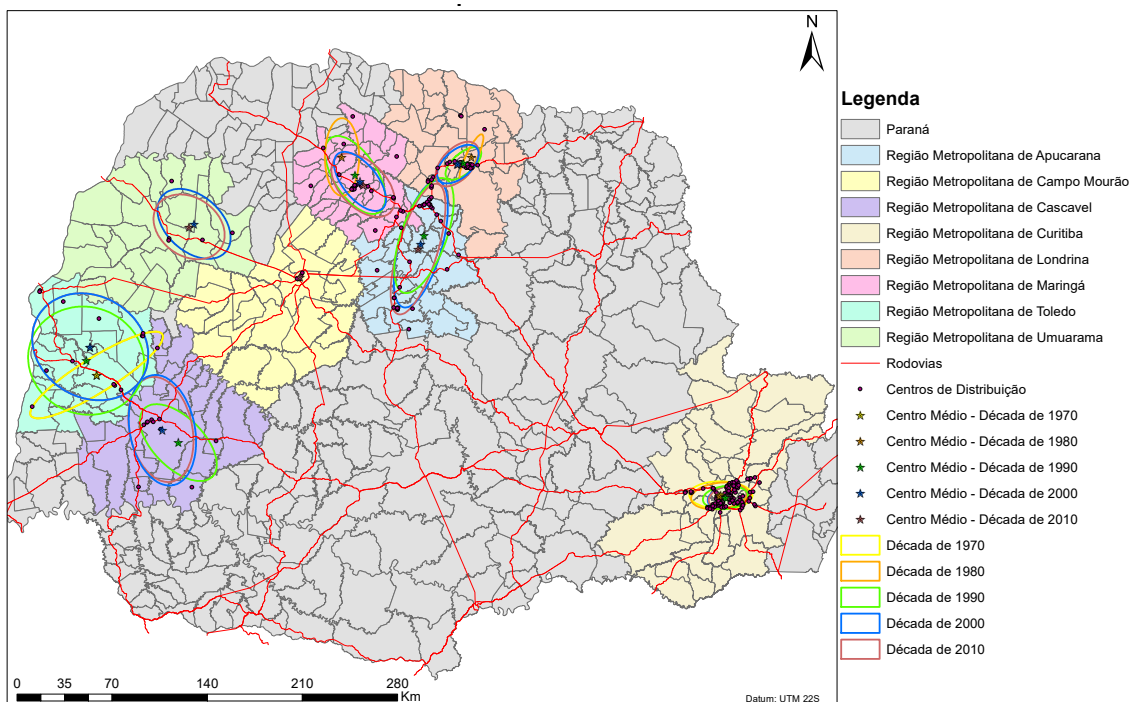 N
Legenda
Paraná
Região Metropolitana de Apucarana
Região Metropolitana de Campo Mourão
Região Metropolitana de Cascavel
Região Metropolitana de Curitiba
Região Metropolitana de Londrina
Região Metropolitana de Maringá
Região Metropolitana de Toledo
Região Metropolitana de Umuarama
Rodovias
Centros de Distribuição
Centro Médio - Década de 1970
Centro Médio - Década de 1980
Centro Médio - Década de 1990
Centro Médio - Década de 2000
Centro Médio - Década de 2010
Década de 1970
Década de 1980
Década de 1990
Década de 2000
Década de 2010
0 35 70 140 210 280
Km
Datum: UTM 22S